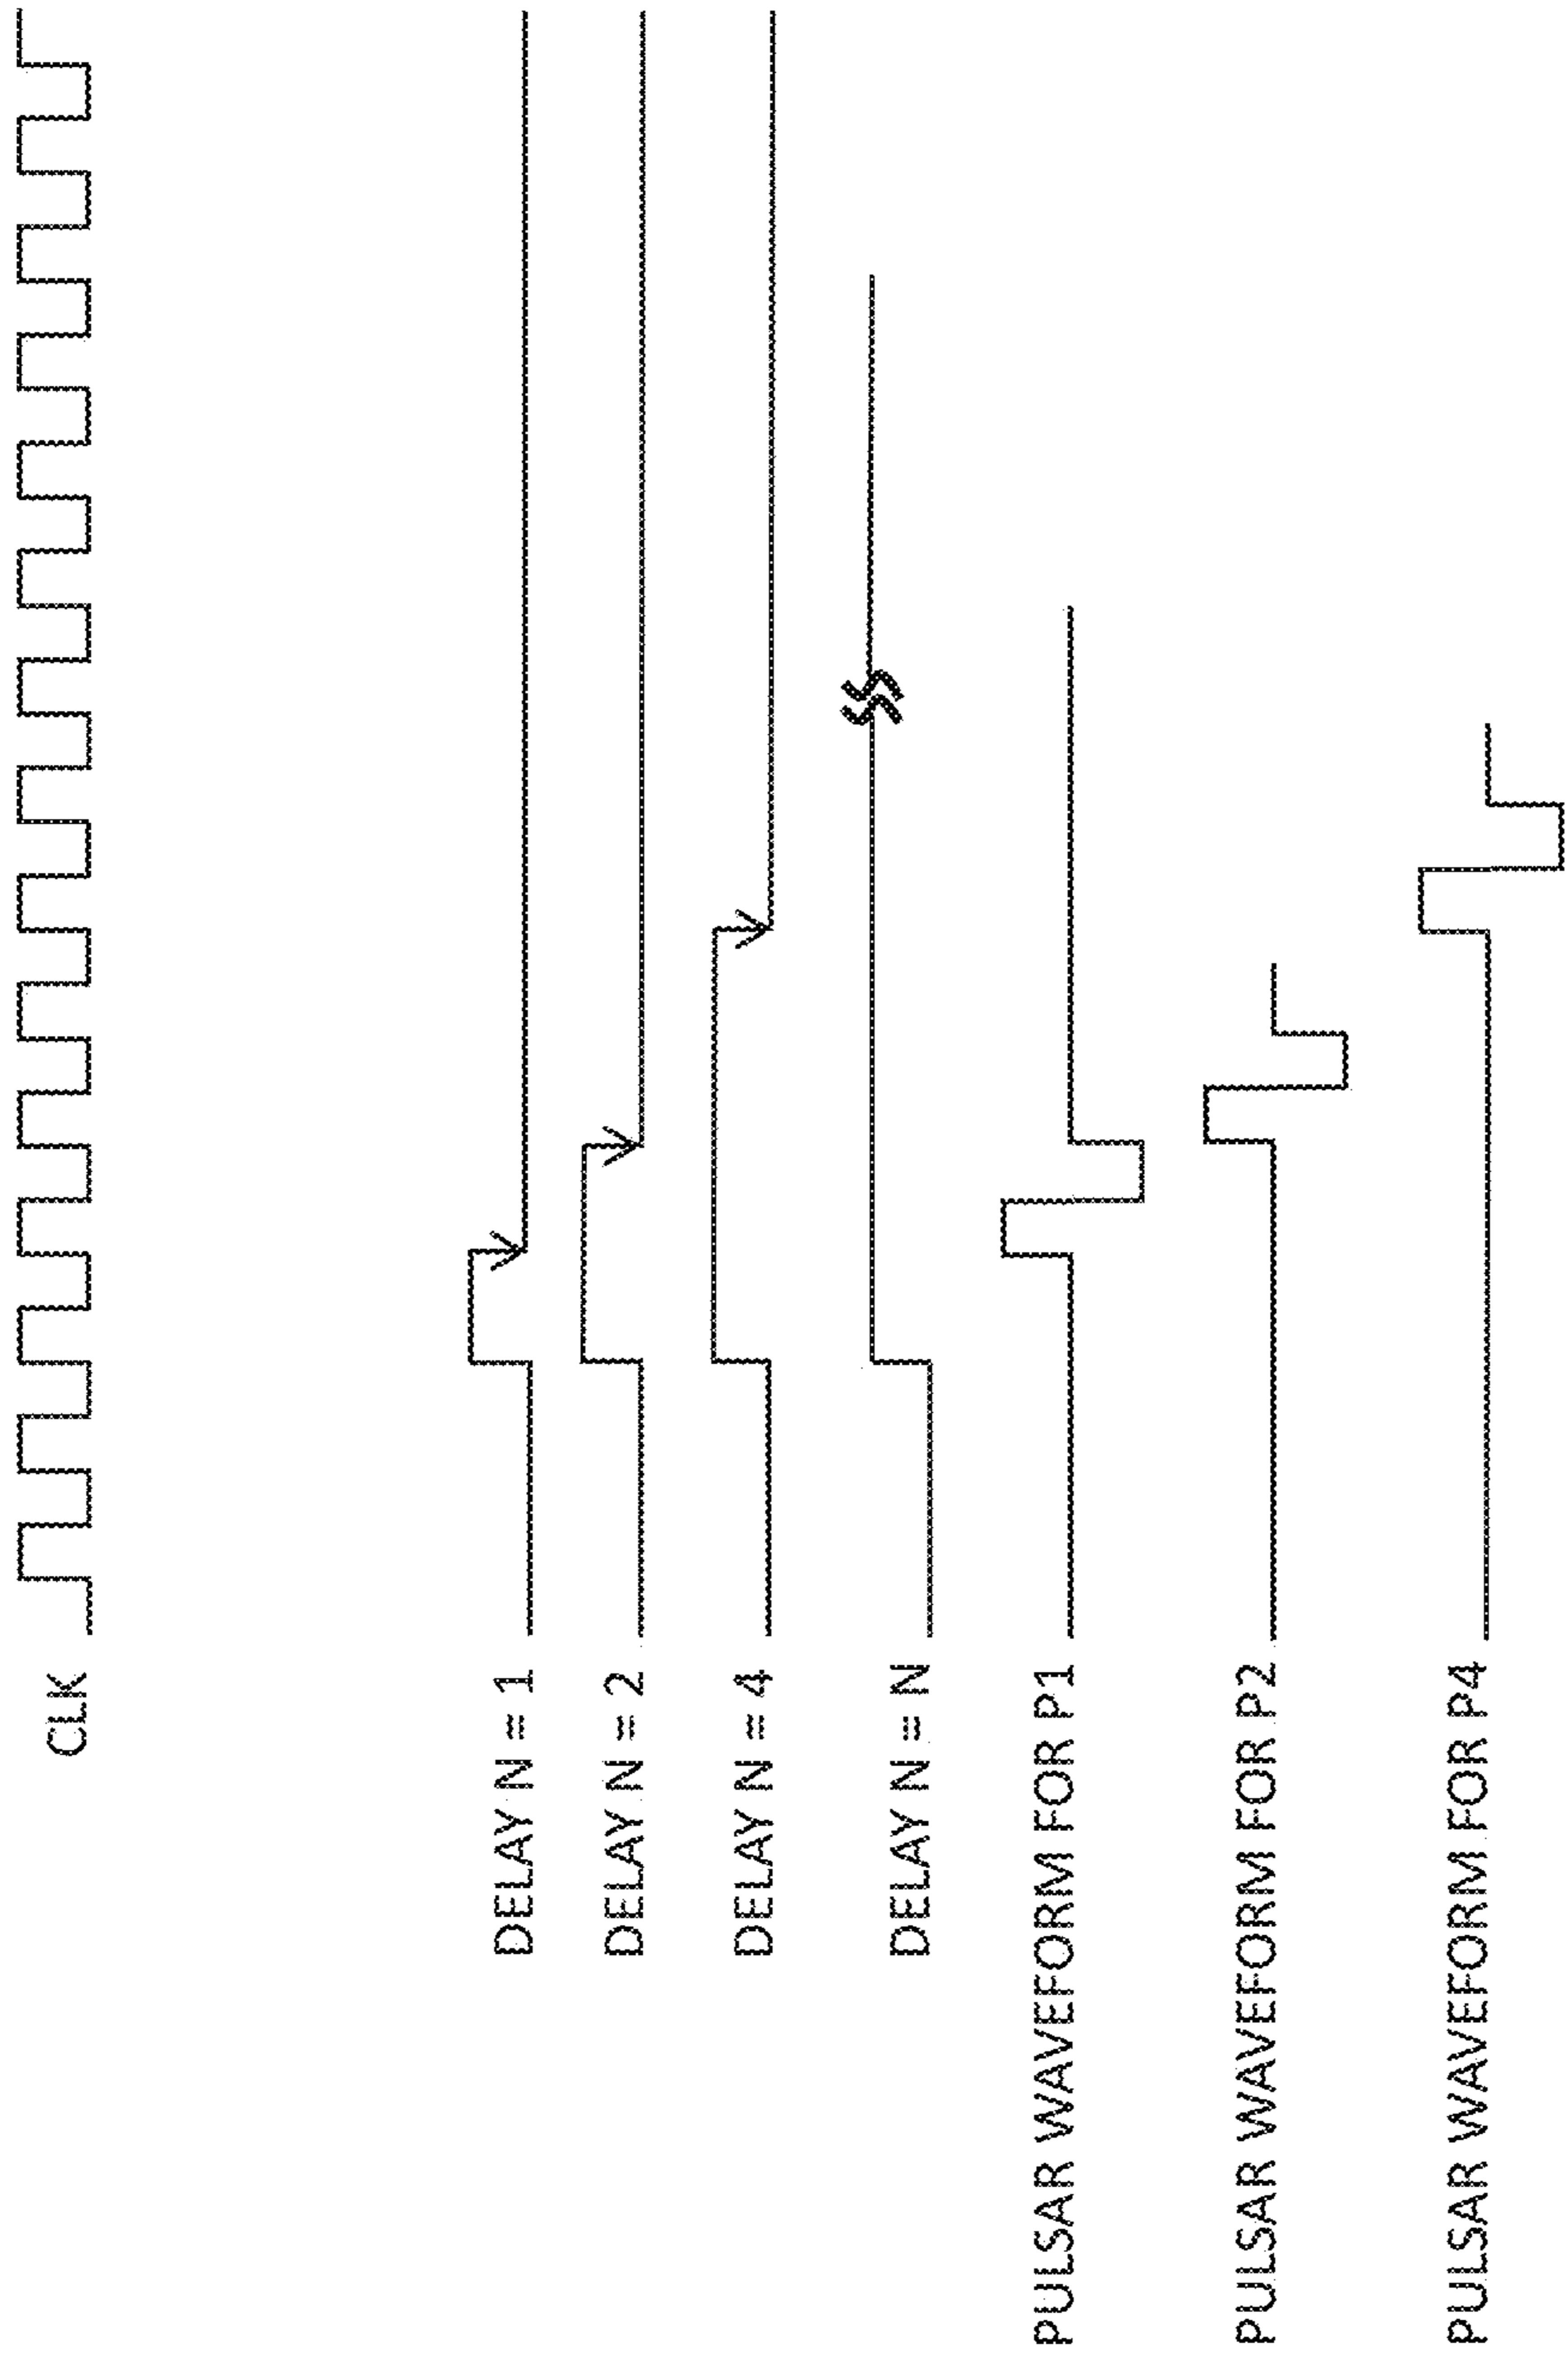 CLK
DELAY N = 1
DELAY N = 2
DELAY N = 4
DELAY N = N
PULSAR WAVEFORM FOR P1
PULSAR WAVEFORM FOR P2
PULSAR WAVEFORM FOR P4